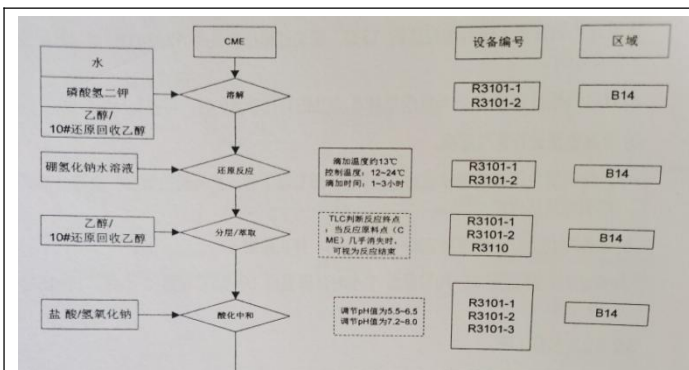 CME
设备编号
区域
水
磷酸氢二钾
乙醇/
10#还原回收乙醇
溶解
R3101-1
R3101-2
B14
硼氢化钠水溶液
还原反应
滴加温度约13℃
控制温度：12~24℃
滴加时间：1~3小时
R3101-1
R3101-2
B14
乙醇/
10#还原回收乙醇
分层/萃取
TLC判断反应终点
，当反应原料点（C
ME）几乎消失时，
可视为反应结束
R3101-1
R3101-2
R3110
B14
盐 酸/氢氧化钠
酸化中和
调节pH值为5.5~6.5
调节pH值为7.2~8.0
R3101-1
R3101-2
R3101-3
B14